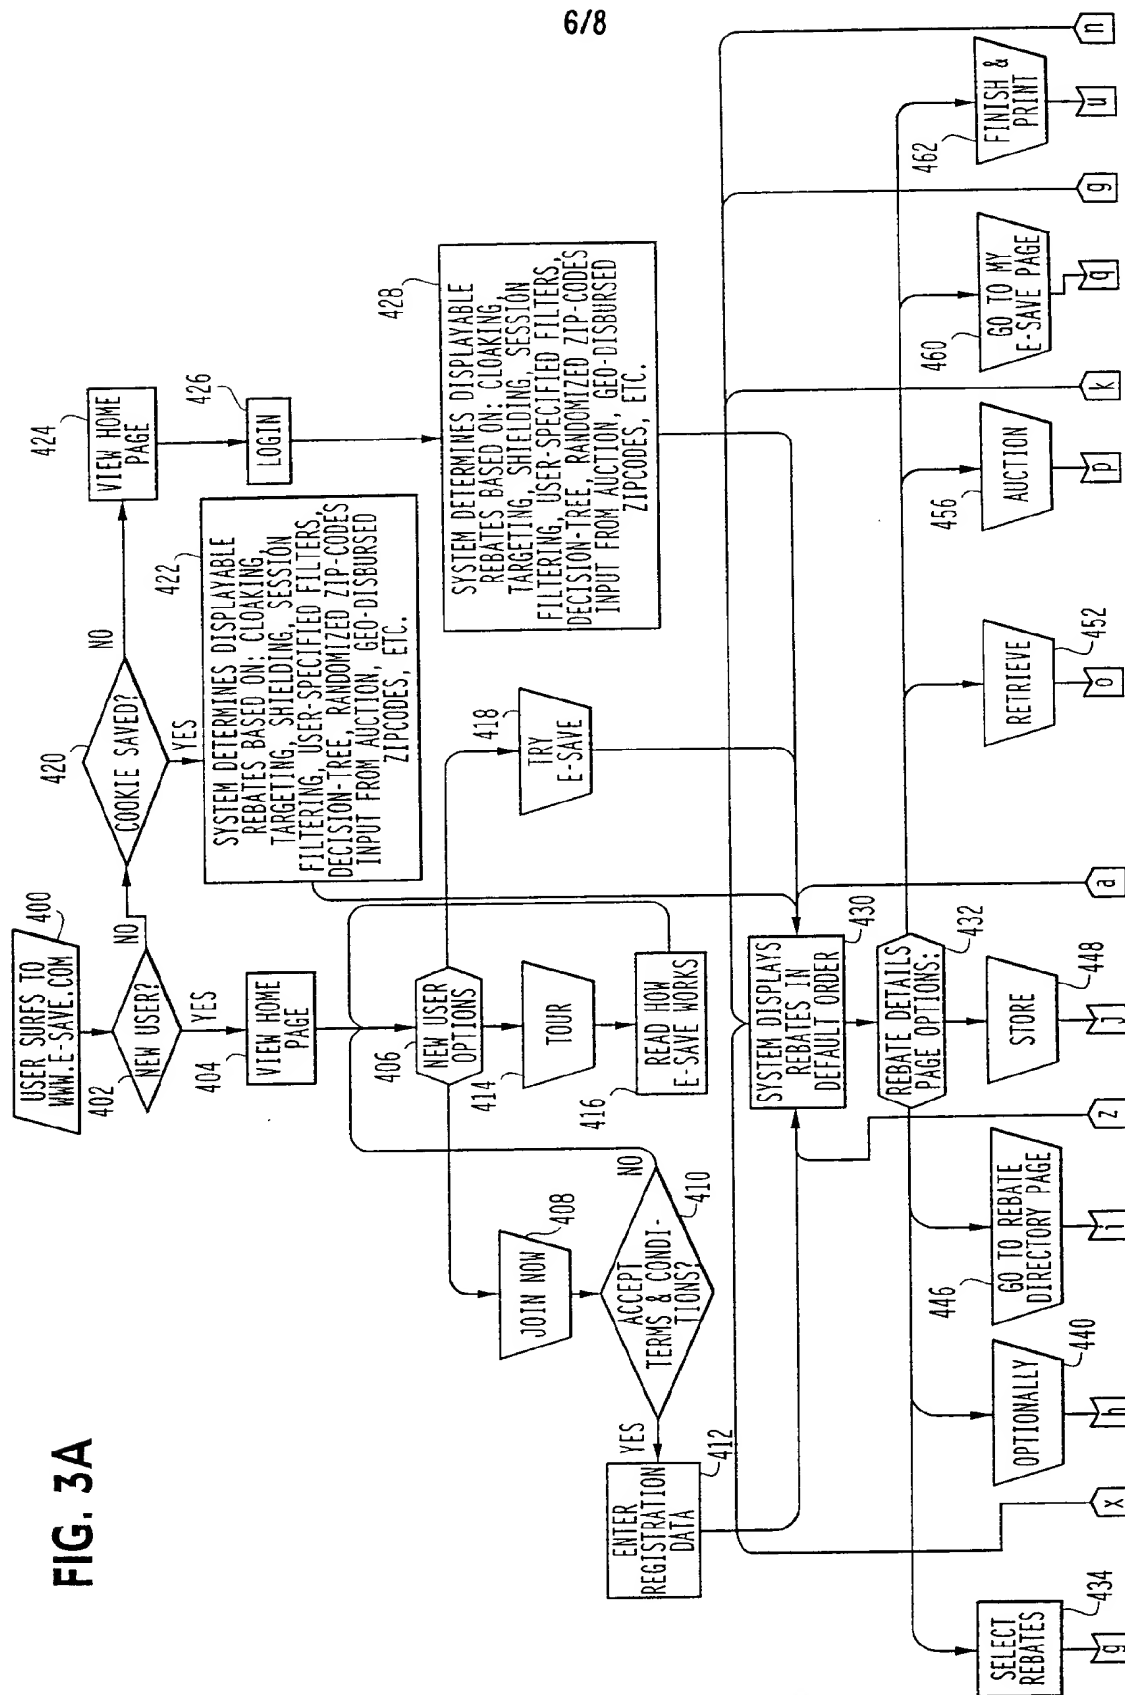 6/8
FIG. 3A
USER SURFS TO
WWW.E-SAVE.COM
400
NEW USER?
402
NO
YES
COOKIE SAVED?
420
NO
YES
VIEW HOME
PAGE
424
LOGIN
426
VIEW HOME
PAGE
404
SYSTEM DETERMINES DISPLAYABLE
REBATES BASED ON: CLOAKING,
TARGETING, SHIELDING, SESSION
FILTERING, USER-SPECIFIED FILTERS,
DECISION-TREE, RANDOMIZED ZIP-CODES
INPUT FROM AUCTION, GEO-DISBURSED
ZIPCODES, ETC.
422
SYSTEM DETERMINES DISPLAYABLE
REBATES BASED ON: CLOAKING,
TARGETING, SHIELDING, SESSION
FILTERING, USER-SPECIFIED FILTERS,
DECISION-TREE, RANDOMIZED ZIP-CODES
INPUT FROM AUCTION, GEO-DISBURSED
ZIPCODES, ETC.
428
NEW USER
OPTIONS
406
JOIN NOW
408
TOUR
414
TRY
E-SAVE
418
READ HOW
E-SAVE WORKS
416
ACCEPT
TERMS & CONDI-
TIONS?
410
NO
YES
ENTER
REGISTRATION
DATA
412
SYSTEM DISPLAYS
REBATES IN
DEFAULT ORDER
430
REBATE DETAILS
PAGE OPTIONS:
432
SELECT
REBATES
434
OPTIONALLY
440
GO TO REBATE
DIRECTORY PAGE
446
STORE
448
RETRIEVE
452
AUCTION
456
GO TO MY
E-SAVE PAGE
460
FINISH &
PRINT
462
g
x
h
i
z
j
a
o
p
k
q
g
u
n